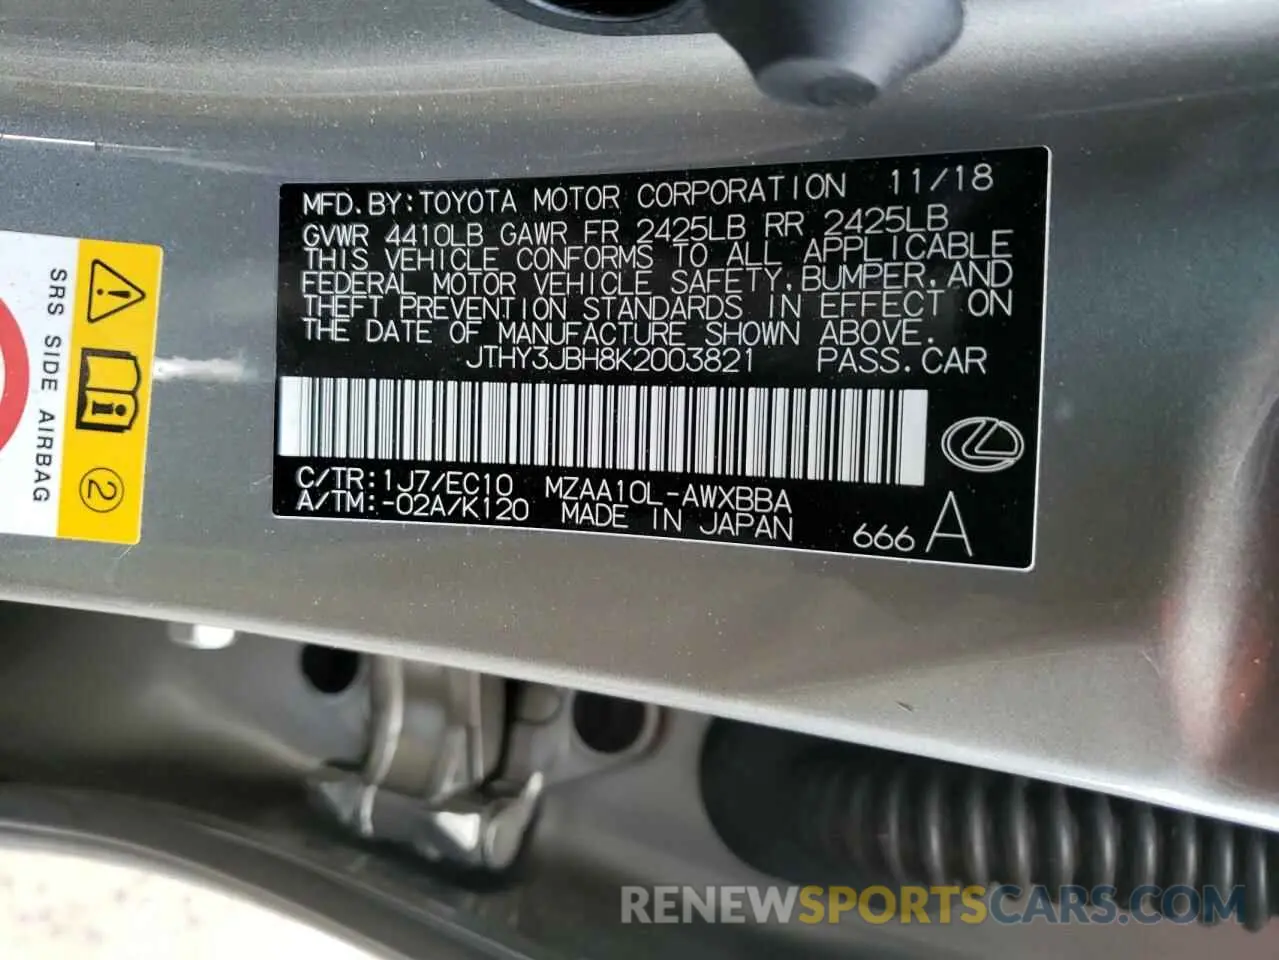 MFD.BY:TOYOTA MOTOR CORPORATION 11/18
GVWR 4410LB GAWR FR 2425LB RR 2425LB
THIS VEHICLE CONFORMS TO ALL APPLICABLE
FEDERAL MOTOR VEHICLE SAFETY,BUMPER,AND
THEFT PREVENTION STANDARDS IN EFFECT ON
THE DATE OF MANUFACTURE SHOWN ABOVE.
JTHY3JBH8K2003821 PASS.CAR
C/TR:1J7/EC10 MZAA10L-AWXBBA
A/TM:-02A/K120 MADE IN JAPAN 666 A
SRS SIDE AIRBAG
2
RENEWSPORTSCARS.COM